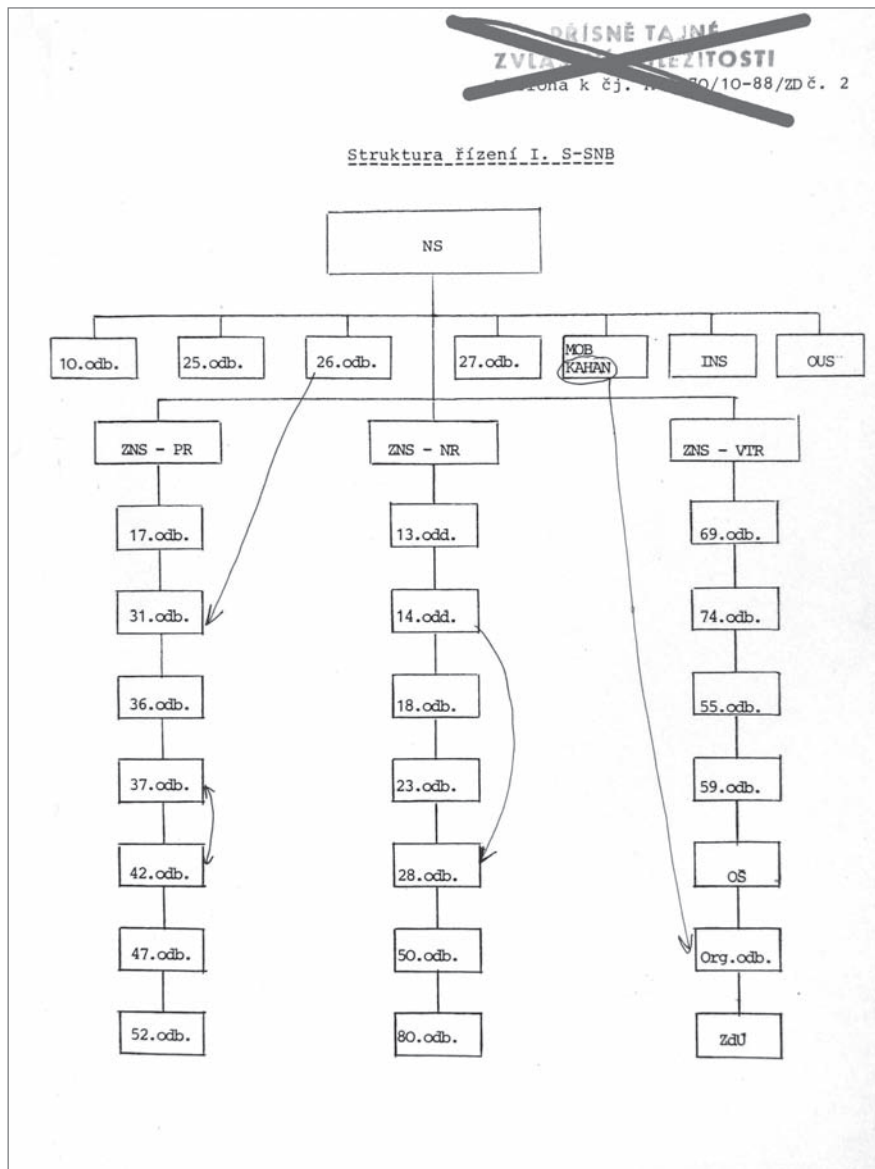 PŘÍSNĚ TAJNÉ
k čj. /10-88/ZD č. 2
Struktura řízení I. S-SNB
NS
10.odb. 25.odb. 26.odb. 27.odb. MOB INS OUS
KAHAN
ZNS - PR ZNS - NR ZNS - VTR
17.odb. 13.odd. 69.odb.
31.odb. 14.odd. 74.odb.
36.odb. 18.odb. 55.odb.
37.odb. 23.odb. 59.odb.
42.odb. 28.odb. OŠ
47.odb. 50.odb. Org.odb.
52.odb. 80.odb. ZdÚ